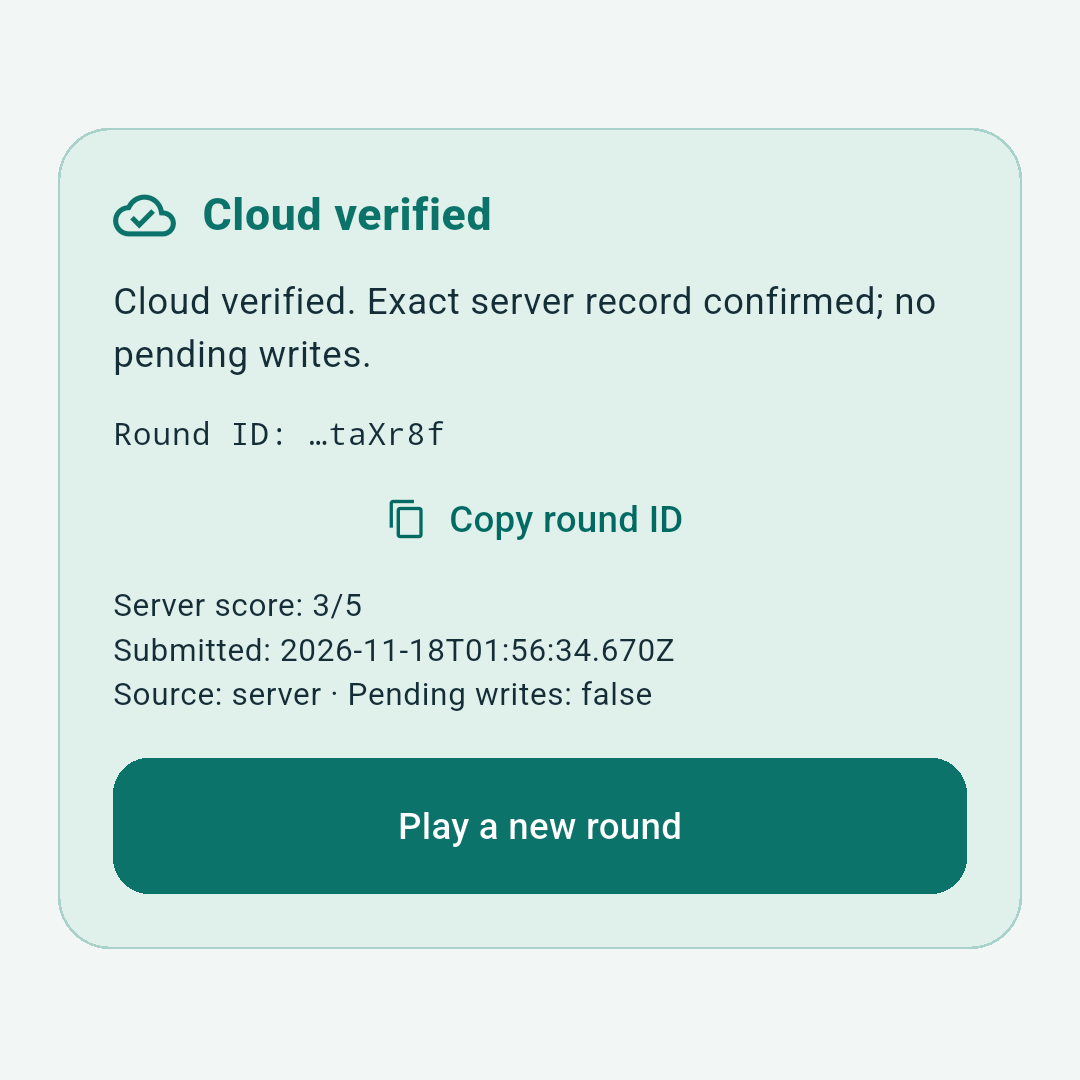 Cloud verified
Cloud verified. Exact server record confirmed; no
pending writes.
Round ID: …taXr8f
Copy round ID
Server score: 3/5
Submitted: 2026-11-18T01:56:34.670Z
Source: server · Pending writes: false
Play a new round